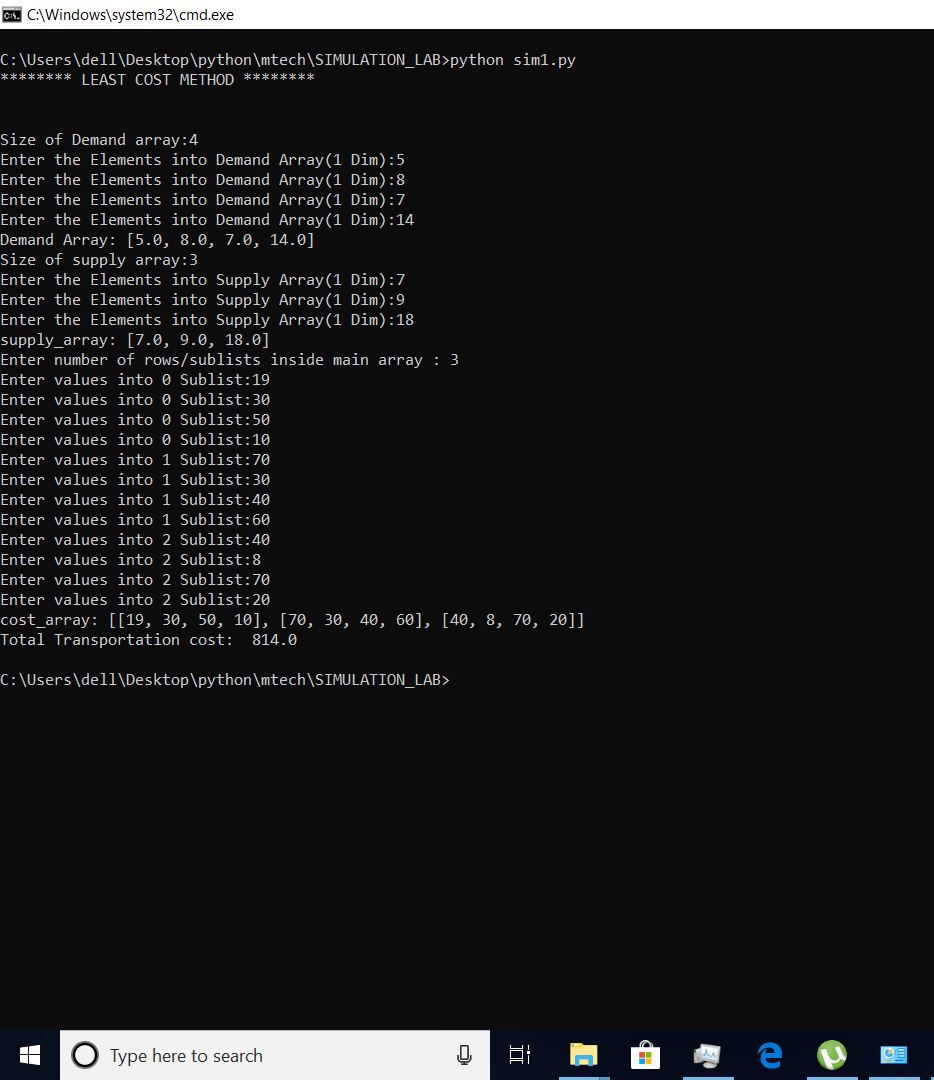 C:\Windows\system32\cmd.exe
C:\Users\dell\Desktop\python\mtech\SIMULATION_LAB>python sim1.py
******** LEAST COST METHOD ********
Size of Demand array:4
Enter the Elements into Demand Array(1 Dim):5
Enter the Elements into Demand Array(1 Dim):8
Enter the Elements into Demand Array(1 Dim):7
Enter the Elements into Demand Array(1 Dim):14
Demand Array: [5.0, 8.0, 7.0, 14.0]
Size of supply array:3
Enter the Elements into Supply Array(1 Dim):7
Enter the Elements into Supply Array(1 Dim):9
Enter the Elements into Supply Array(1 Dim):18
supply_array: [7.0, 9.0, 18.0]
Enter number of rows/sublists inside main array : 3
Enter values into 0 Sublist:19
Enter values into 0 Sublist:30
Enter values into 0 Sublist:50
Enter values into 0 Sublist:10
Enter values into 1 Sublist:70
Enter values into 1 Sublist:30
Enter values into 1 Sublist:40
Enter values into 1 Sublist:60
Enter values into 2 Sublist:40
Enter values into 2 Sublist:8
Enter values into 2 Sublist:70
Enter values into 2 Sublist:20
cost_array: [[19, 30, 50, 10], [70, 30, 40, 60], [40, 8, 70, 20]]
Total Transportation cost:  814.0
C:\Users\dell\Desktop\python\mtech\SIMULATION_LAB>
Type here to search